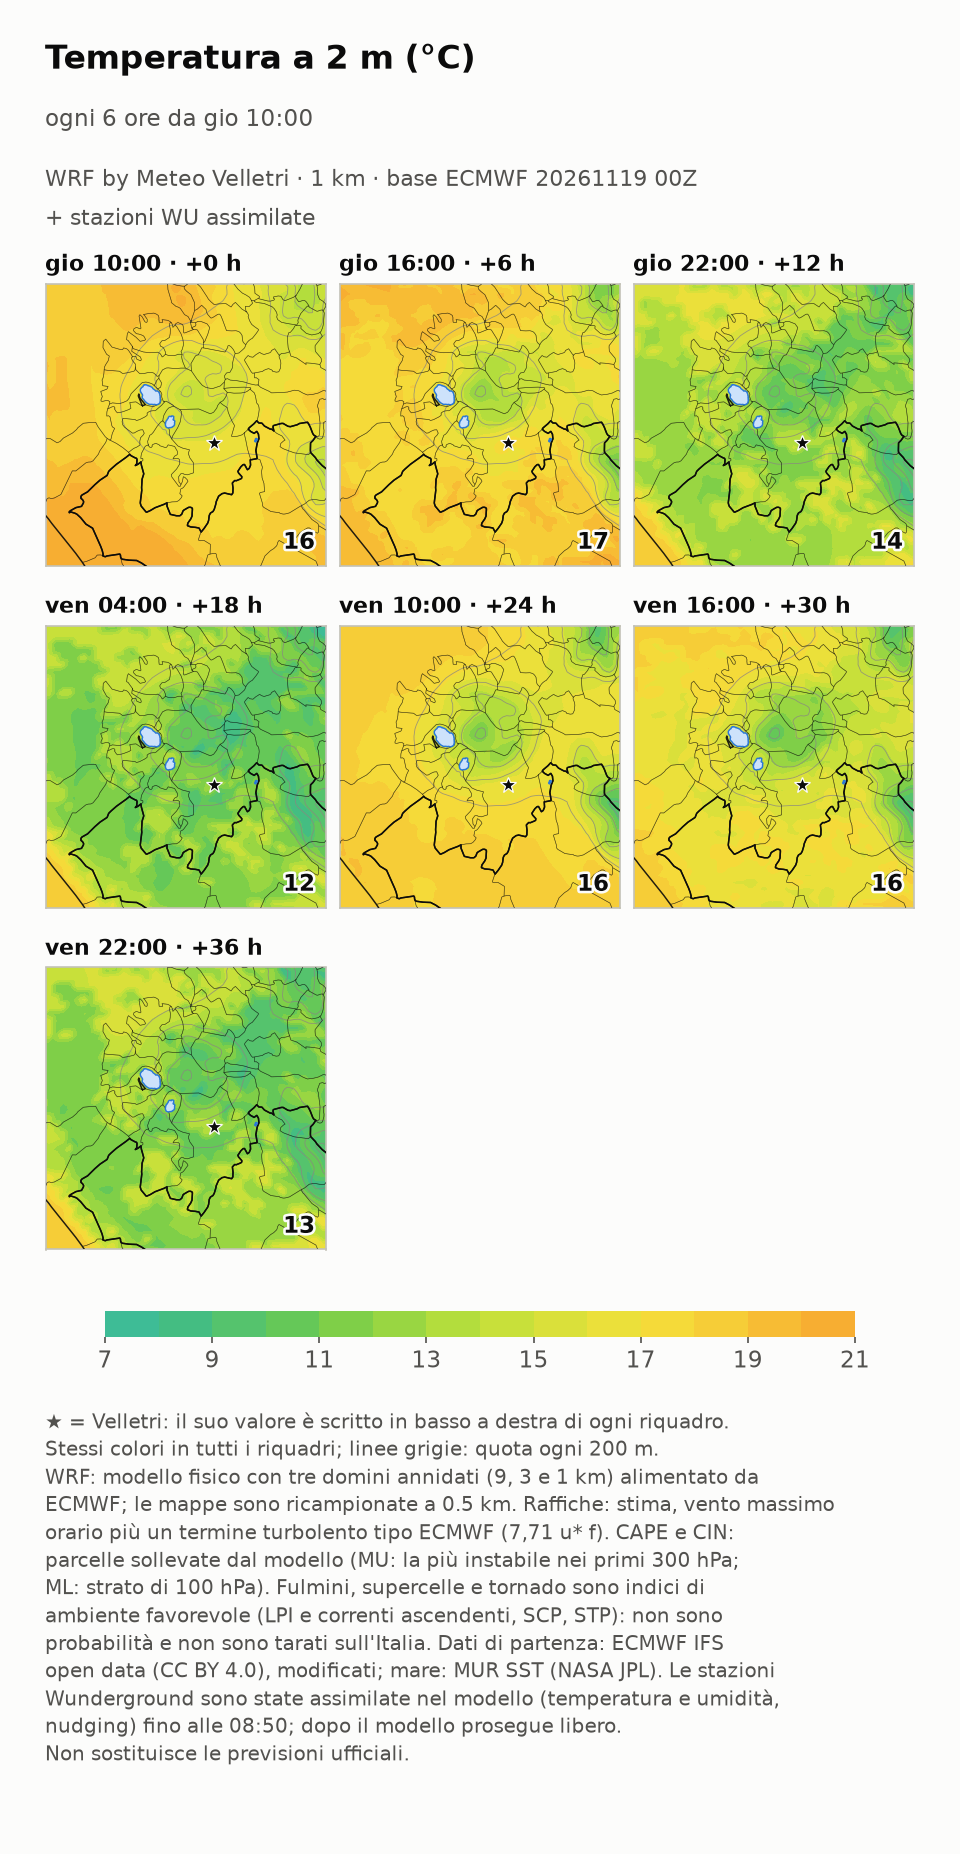 Temperatura a 2 m (°C)
ogni 6 ore da gio 10:00
WRF by Meteo Velletri · 1 km · base ECMWF 20261119 00Z
+ stazioni WU assimilate
gio 10:00 · +0 h
gio 16:00 · +6 h
gio 22:00 · +12 h
16
17
14
ven 04:00 · +18 h
ven 10:00 · +24 h
ven 16:00 · +30 h
12
16
16
ven 22:00 · +36 h
13
7 9 11 13 15 17 19 21
★ = Velletri: il suo valore è scritto in basso a destra di ogni riquadro.
Stessi colori in tutti i riquadri; linee grigie: quota ogni 200 m.
WRF: modello fisico con tre domini annidati (9, 3 e 1 km) alimentato da
ECMWF; le mappe sono ricampionate a 0.5 km. Raffiche: stima, vento massimo
orario più un termine turbolento tipo ECMWF (7,71 u* f). CAPE e CIN:
parcelle sollevate dal modello (MU: la più instabile nei primi 300 hPa;
ML: strato di 100 hPa). Fulmini, supercelle e tornado sono indici di
ambiente favorevole (LPI e correnti ascendenti, SCP, STP): non sono
probabilità e non sono tarati sull'Italia. Dati di partenza: ECMWF IFS
open data (CC BY 4.0), modificati; mare: MUR SST (NASA JPL). Le stazioni
Wunderground sono state assimilate nel modello (temperatura e umidità,
nudging) fino alle 08:50; dopo il modello prosegue libero.
Non sostituisce le previsioni ufficiali.